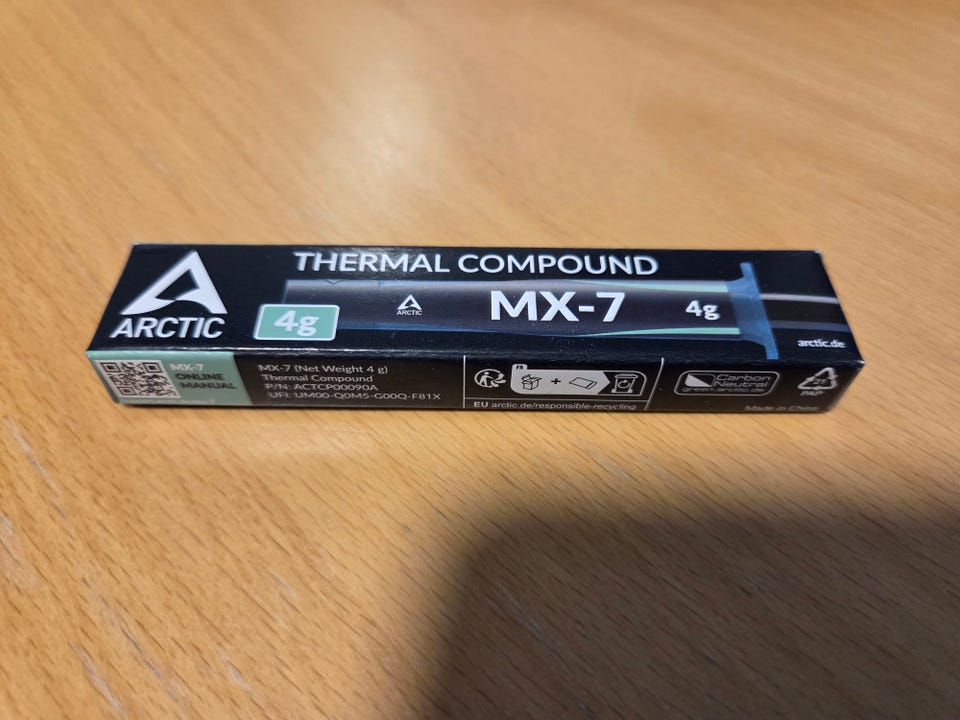 THERMAL COMPOUND
ARCTIC
4g
ARCTIC
MX-7
4g
arctic.de
MX-7
ONLINE
MANUAL
MX-7 (Net Weight 4 g)
Thermal Compound
P/N: ACTCP00090A
UFI: UM00-Q0M5-G00Q-F81X
FR
+
EU arctic.de/responsible-recycling
Carbon
Neutral
green.arctic.de
21
PAP
Made in China